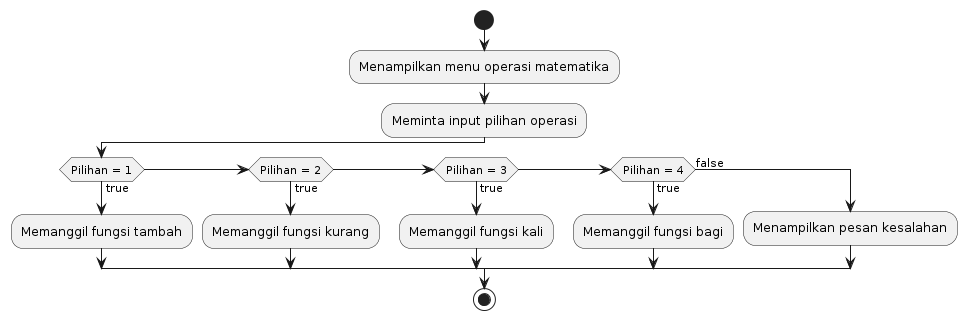 Menampilkan menu operasi matematika
Meminta input pilihan operasi
Pilihan = 1
Pilihan = 2
Pilihan = 3
Pilihan = 4
false
true
true
true
true
Memanggil fungsi tambah
Memanggil fungsi kurang
Memanggil fungsi kali
Memanggil fungsi bagi
Menampilkan pesan kesalahan